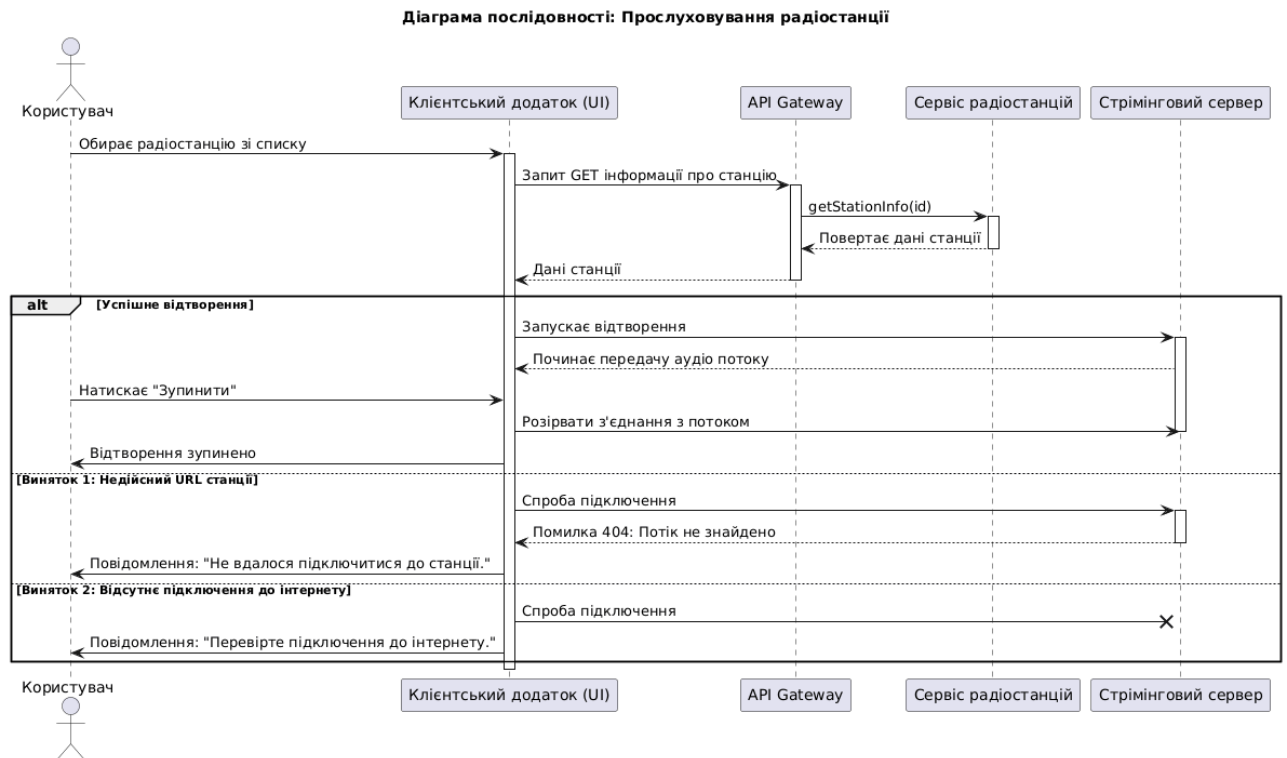 Діаграма послідовності: Прослуховування радіостанції
Користувач
Клієнтський додаток (UI)
API Gateway
Сервіс радіостанцій
Стрімінговий сервер
Обирає радіостанцію зі списку
Запит GET інформації про станцію
getStationInfo(id)
Повертає дані станції
Дані станції
alt
[Успішне відтворення]
Запускає відтворення
Починає передачу аудіо потоку
Натискає "Зупинити"
Розірвати з'єднання з потоком
Відтворення зупинено
[Виняток 1: Недійсний URL станції]
Спроба підключення
Помилка 404: Потік не знайдено
Повідомлення: "Не вдалося підключитися до станції."
[Виняток 2: Відсутнє підключення до інтернету]
Спроба підключення
Повідомлення: "Перевірте підключення до інтернету."
Користувач
Клієнтський додаток (UI)
API Gateway
Сервіс радіостанцій
Стрімінговий сервер